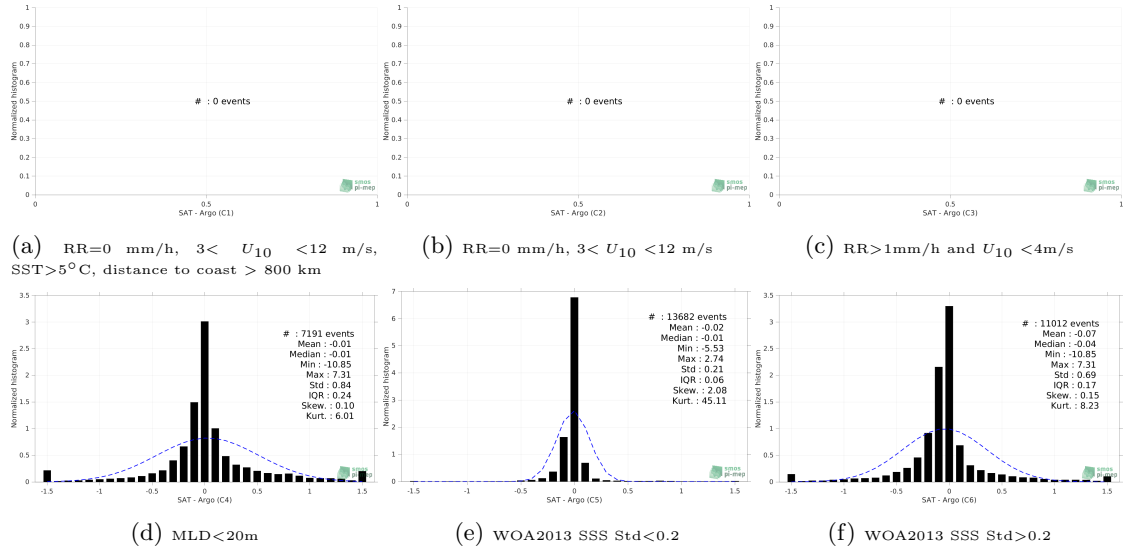 1
0.9
0.8
0.7
0.6
0.5
0.4
0.3
0.2
0.1
0
Normalized histogram
# : 0 events
smos
pi-mep
0 0.5 1
SAT - Argo (C1)
1
0.9
0.8
0.7
0.6
0.5
0.4
0.3
0.2
0.1
0
Normalized histogram
# : 0 events
smos
pi-mep
0 0.5 1
SAT - Argo (C2)
1
0.9
0.8
0.7
0.6
0.5
0.4
0.3
0.2
0.1
0
Normalized histogram
# : 0 events
smos
pi-mep
0 0.5 1
SAT - Argo (C3)
(a) RR=0 mm/h, 3< U10 <12 m/s,
SST>5°C, distance to coast > 800 km
(b) RR=0 mm/h, 3< U10 <12 m/s
(c) RR>1mm/h and U10 <4m/s
3.5
3
2.5
2
1.5
1
0.5
0
Normalized histogram
# : 7191 events
Mean : -0.01
Median : -0.01
Min : -10.85
Max : 7.31
Std : 0.84
IQR : 0.24
Skew. : 0.10
Kurt. : 6.01
smos
pi-mep
-1.5 -1 -0.5 0 0.5 1 1.5
SAT - Argo (C4)
7
6
5
4
3
2
1
0
Normalized histogram
# : 13682 events
Mean : -0.02
Median : -0.01
Min : -5.53
Max : 2.74
Std : 0.21
IQR : 0.06
Skew. : 2.08
Kurt. : 45.11
smos
pi-mep
-1.5 -1 -0.5 0 0.5 1 1.5
SAT - Argo (C5)
3.5
3
2.5
2
1.5
1
0.5
0
Normalized histogram
# : 11012 events
Mean : -0.07
Median : -0.04
Min : -10.85
Max : 7.31
Std : 0.69
IQR : 0.17
Skew. : 0.15
Kurt. : 8.23
smos
pi-mep
-1.5 -1 -0.5 0 0.5 1 1.5
SAT - Argo (C6)
(d) MLD<20m
(e) WOA2013 SSS Std<0.2
(f) WOA2013 SSS Std>0.2